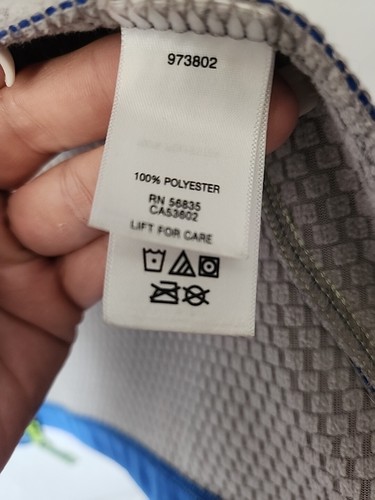 973802
100% POLYESTER
RN 56835
CA53602
LIFT FOR CARE